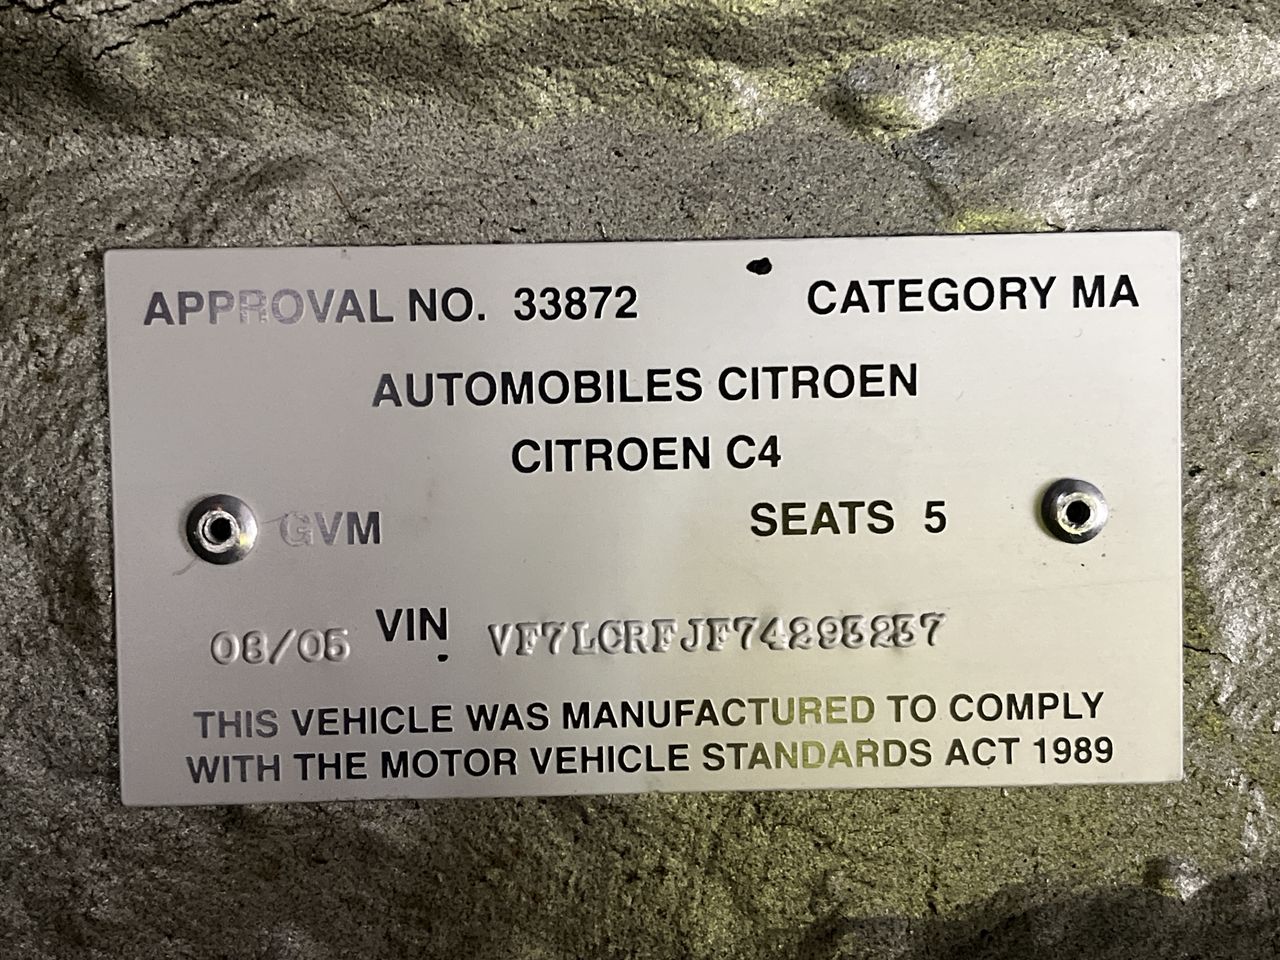 APPROVAL NO. 33872 CATEGORY MA
AUTOMOBILES CITROEN
CITROEN C4
GVM SEATS 5
08/05 VIN VF7LCRFJF74293237
THIS VEHICLE WAS MANUFACTURED TO COMPLY
WITH THE MOTOR VEHICLE STANDARDS ACT 1989